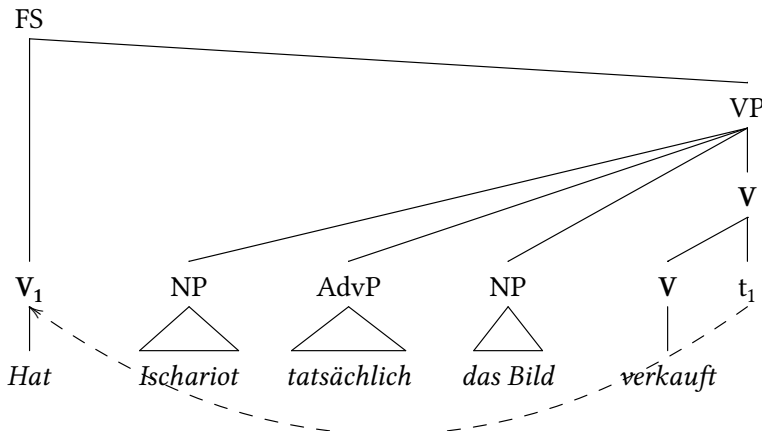 FS
VP
V
V₁ NP AdvP NP V t₁
Hat Ischariot tatsächlich das Bild verkauft